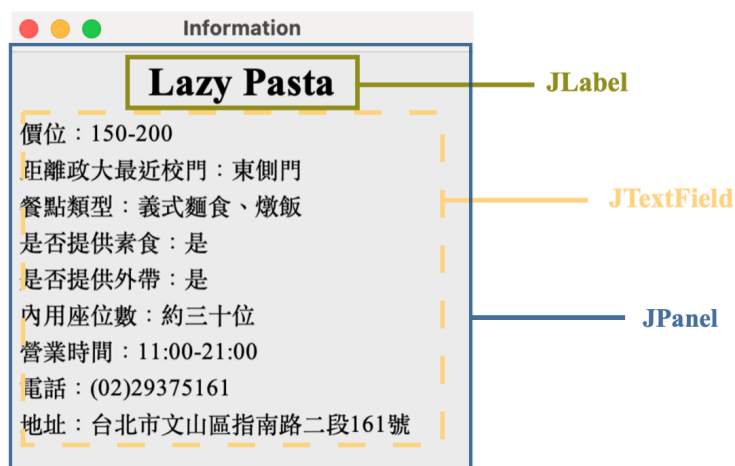 Information
Lazy Pasta
JLabel
價位：150-200
距離政大最近校門：東側門
餐點類型：義式麵食、燉飯
JTextField
是否提供素食：是
是否提供外帶：是
內用座位數：約三十位
JPanel
營業時間：11:00-21:00
電話：(02)29375161
地址：台北市文山區指南路二段161號